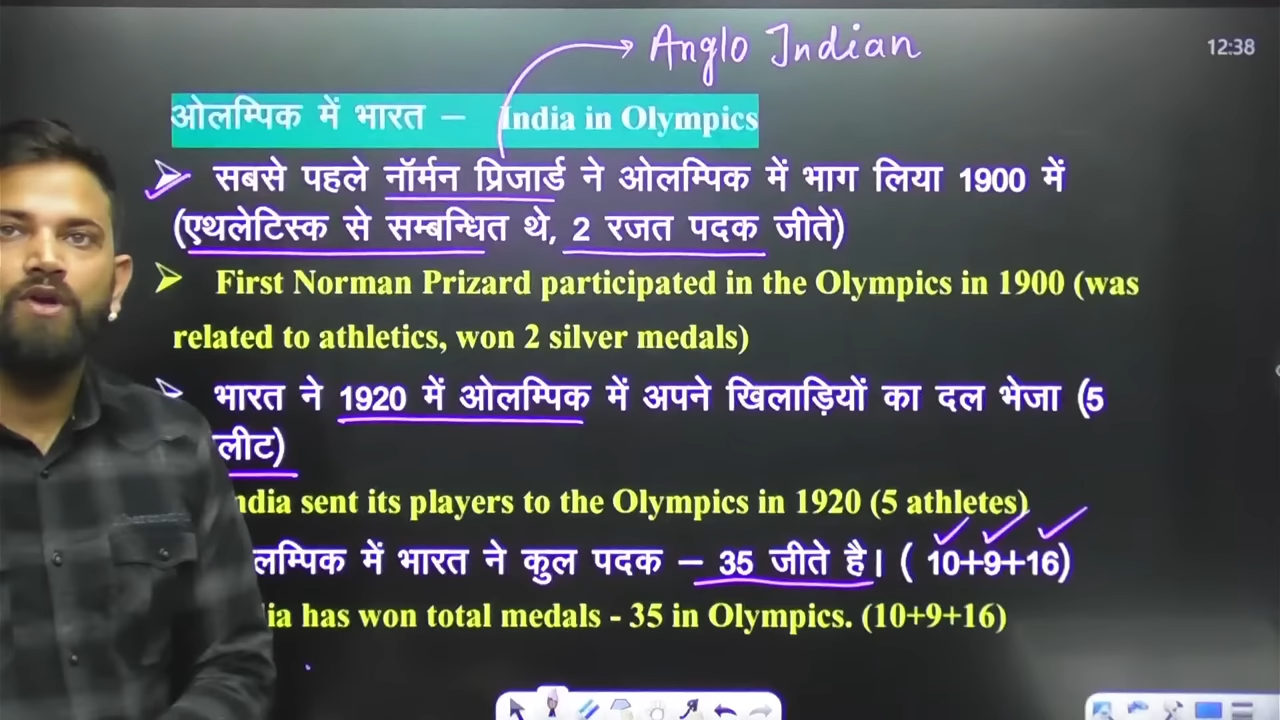 Anglo Indian
12:38
ओलम्पिक में भारत – India in Olympics
सबसे पहले नॉर्मन प्रिजार्ड ने ओलम्पिक में भाग लिया 1900 में
(एथलेटिस्क से सम्बन्धित थे, 2 रजत पदक जीते)
First Norman Prizard participated in the Olympics in 1900 (was
related to athletics, won 2 silver medals)
भारत ने 1920 में ओलम्पिक में अपने खिलाड़ियों का दल भेजा (5
लीट)
ndia sent its players to the Olympics in 1920 (5 athletes)
लम्पिक में भारत ने कुल पदक – 35 जीते है। ( 10+9+16)
ia has won total medals - 35 in Olympics. (10+9+16)